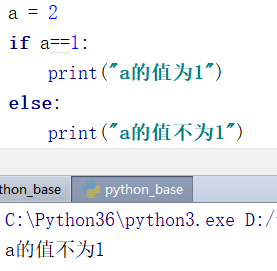 a = 2
if a==1:
    print("a的值为1")
else:
    print("a的值不为1")
thon_base python_base
C:\Python36\python3.exe D:/
a的值不为1